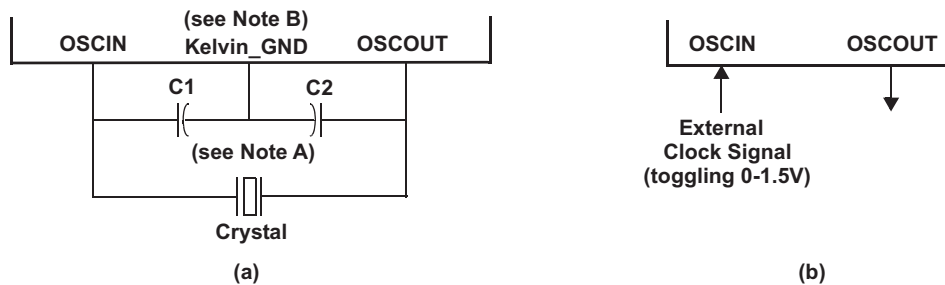 (see Note B)
OSCIN Kelvin_GND OSCOUT
C1 C2
(see Note A)
Crystal
(a)
OSCIN OSCOUT
External
Clock Signal
(toggling 0-1.5V)
(b)